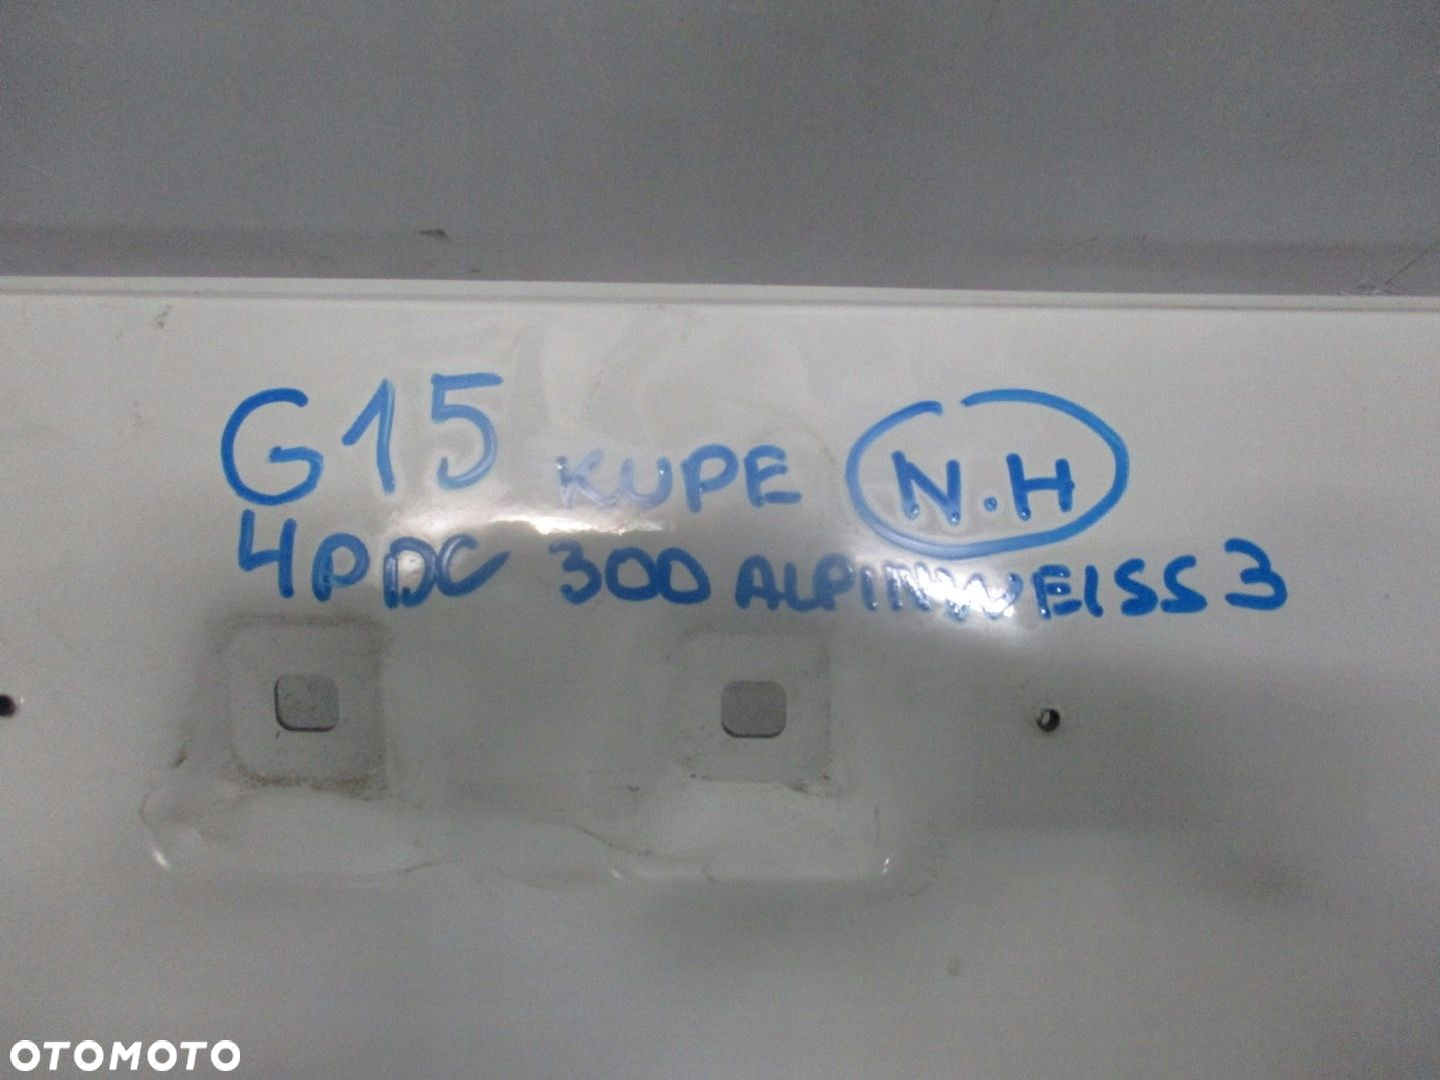 G15 KUPE N.H
4PDC 300 ALPINWEISS 3
OTOMOTO